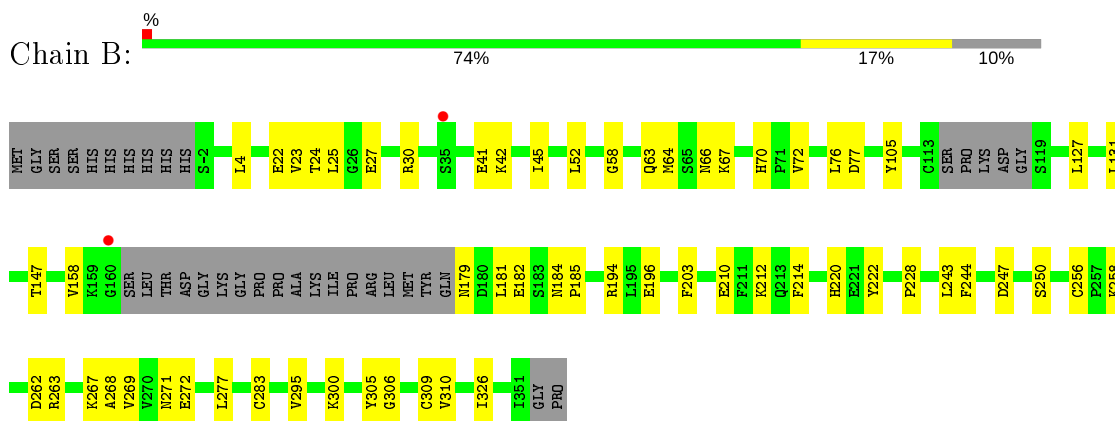 %
Chain B:
74% 17% 10%
MET GLY SER SER HIS HIS HIS HIS HIS HIS S-2 L4 E22 V23 T24 L25 G26 E27 R30 S35 E41 K42 I45 L52 G58 Q63 M64 S65 N66 K67 H70 P71 V72 L76 D77 Y105 C113 SER PRO LYS ASP GLY S119 L127 L131
T147 V158 K159 G160 SER LEU THR ASP GLY LYS GLY PRO PRO ALA LYS ILE PRO ARG LEU MET TYR GLN N179 D180 L181 E182 S183 N184 P185 R194 L195 E196 F203 E210 F211 K212 Q213 F214 H220 E221 Y222 P228 L243 F244 D247 S250 C256 P257 K258
D262 R263 K267 A268 V269 V270 N271 E272 L277 C283 V295 K300 Y305 G306 C309 V310 I326 I351 GLY PRO